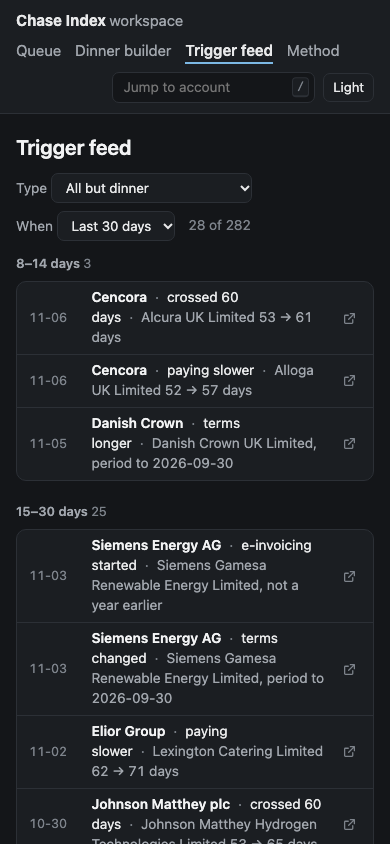 Chase Index workspace
Queue Dinner builder Trigger feed Method
Jump to account / Light
Trigger feed
Type All but dinner
When Last 30 days 28 of 282
8–14 days 3
Cencora · crossed 60
11-06 days · Alcura UK Limited 53 → 61
days
Cencora · paying slower · Alloga
11-06 UK Limited 52 → 57 days
Danish Crown · terms
11-05 longer · Danish Crown UK Limited,
period to 2026-09-30
15–30 days 25
Siemens Energy AG · e-invoicing
11-03 started · Siemens Gamesa
Renewable Energy Limited, not a
year earlier
Siemens Energy AG · terms
11-03 changed · Siemens Gamesa
Renewable Energy Limited, period to
2026-09-30
Elior Group · paying
11-02 slower · Lexington Catering Limited
62 → 71 days
Johnson Matthey plc · crossed 60
10-30 days · Johnson Matthey Hydrogen
Technologies Limited 53 → 65 days